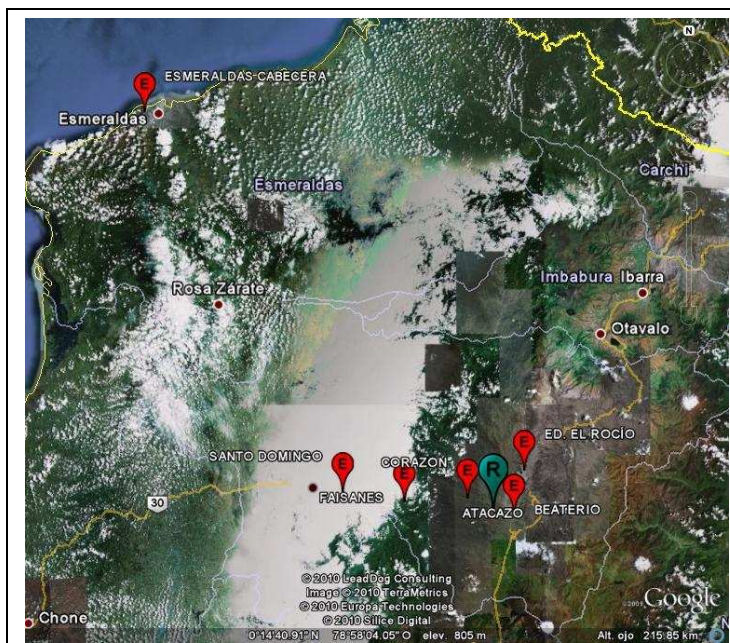 N
E
ESMERALDAS-CABECERA
Esmeraldas
Carchi
Esmeraldas
Imbabura Ibarra
Rosa Zárate
Otavalo
ED. EL ROCÍO
SANTO DOMINGO
E
CORAZON
E
E
R
E
E
FAISANES
30
ATACAZO
BEATERIO
© 2010 LeadDog Consulting
Image © 2010 TerraMetrics
© 2010 Europa Technologies
© 2010 SIlice Digital
©2009 Google
Chone
0°14'40.91" N 78°58'04.05" O elev. 805 m
Alt. ojo 215.85 km